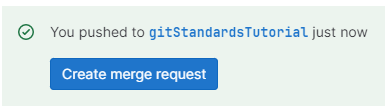 You pushed to gitStandardsTutorial just now
Create merge request